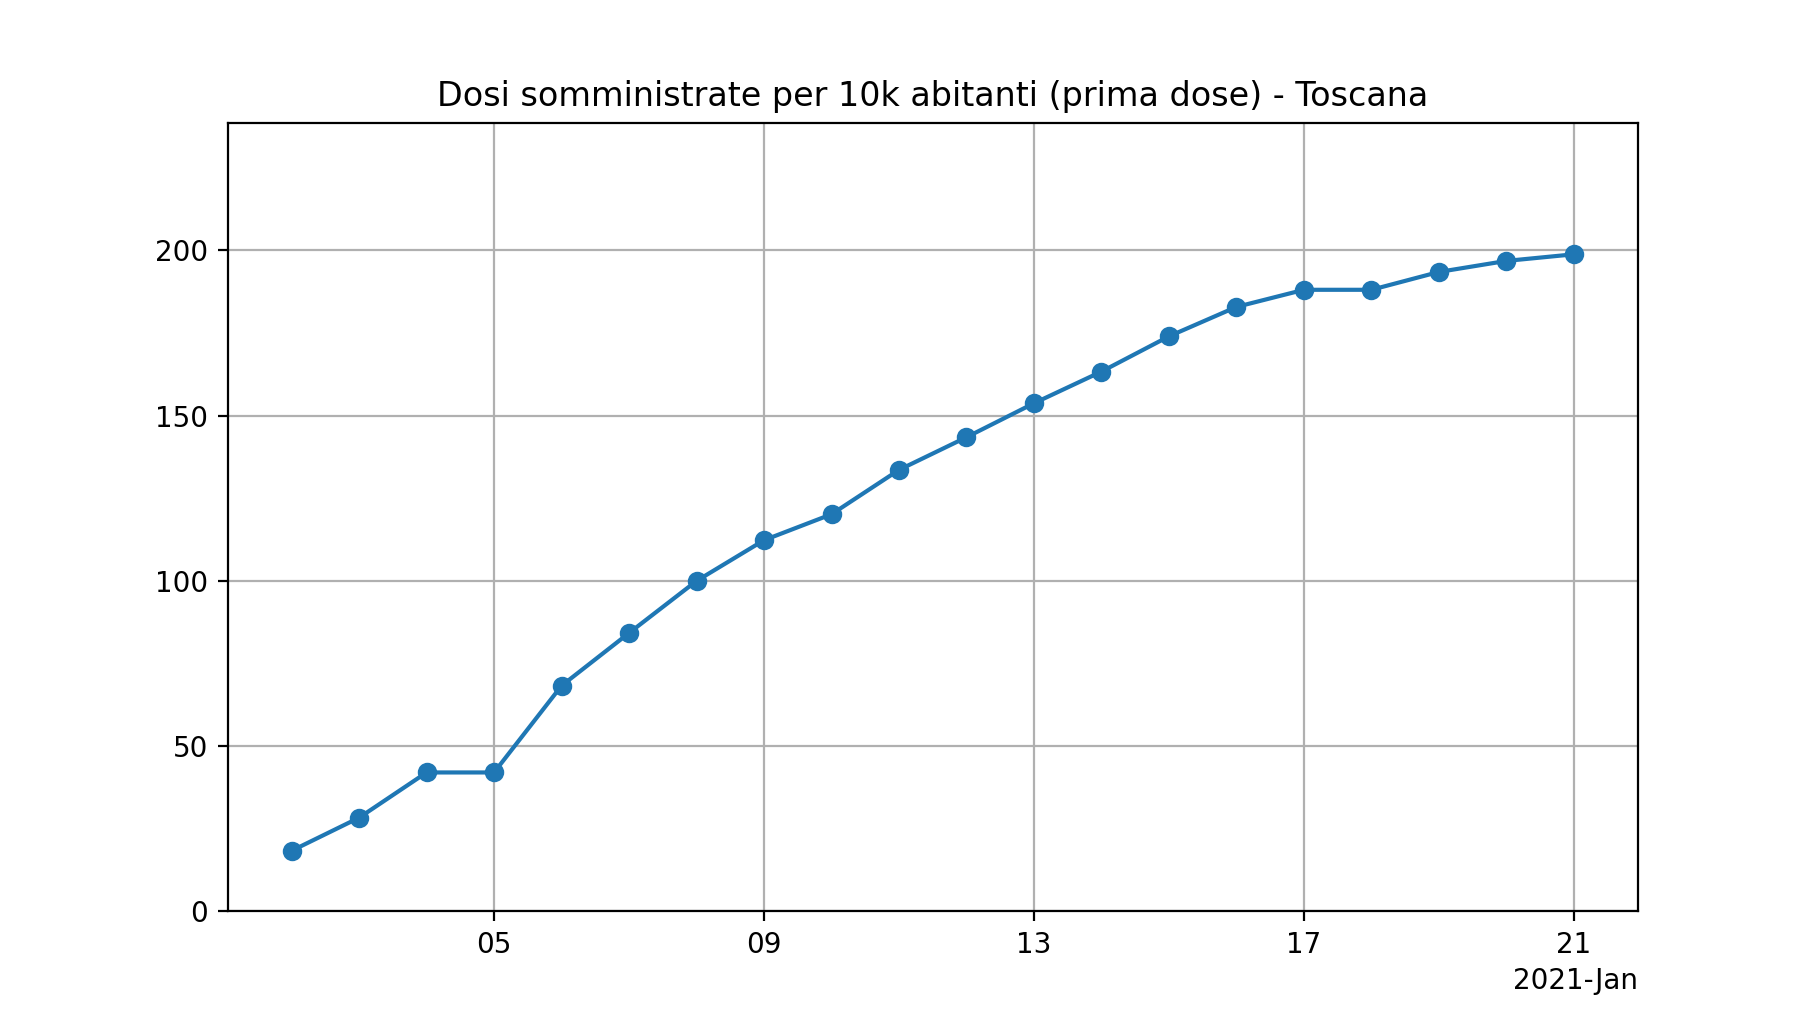 Dosi somministrate per 10k abitanti (prima dose) - Toscana
200
150
100
50
0
05 09 13 17 21
2021-Jan